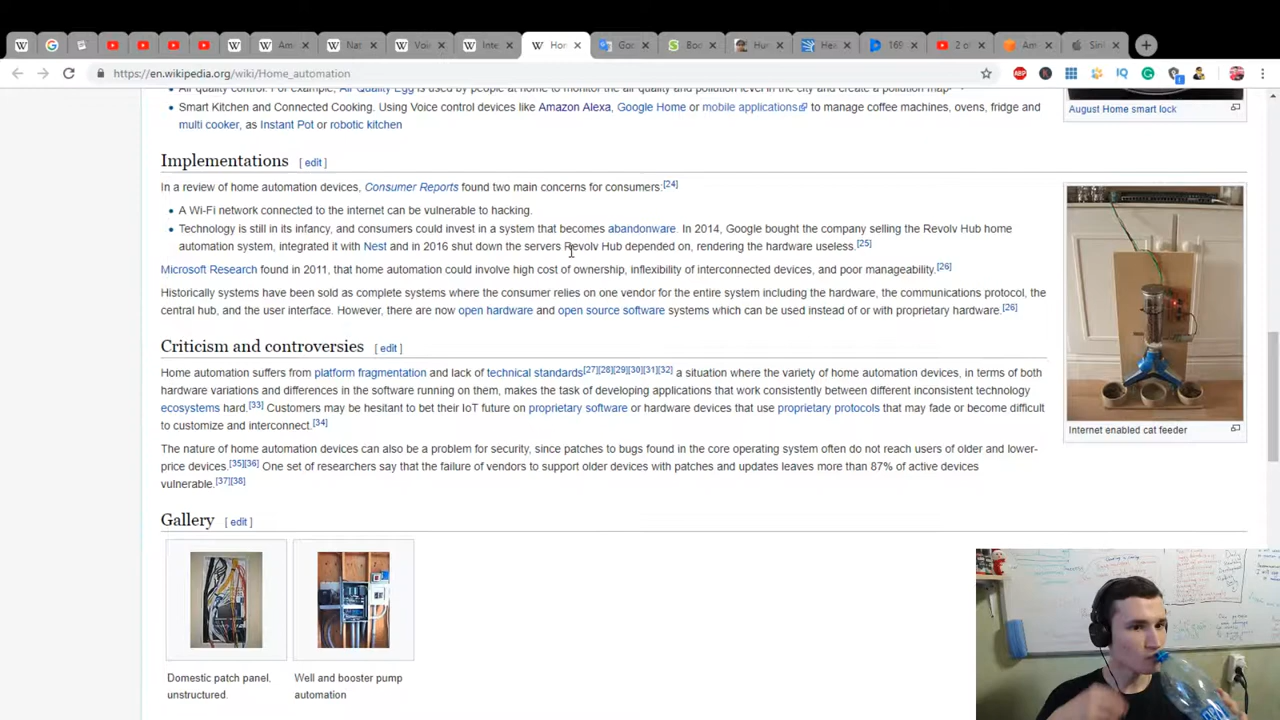 Ame
Nat
Voi
Inte
Hom
Goo
Bod
Hur
Hea
169
2 of
Am
Sin
https://en.wikipedia.org/wiki/Home_automation
Air quality control. For example, Air Quality Egg is used by people at home to monitor the air quality and pollution level in the city and create a pollution map.
Smart Kitchen and Connected Cooking. Using Voice control devices like Amazon Alexa, Google Home or mobile applications to manage coffee machines, ovens, fridge and
multi cooker, as Instant Pot or robotic kitchen
August Home smart lock
Implementations [ edit ]
In a review of home automation devices, Consumer Reports found two main concerns for consumers:[24]
• A Wi-Fi network connected to the internet can be vulnerable to hacking.
• Technology is still in its infancy, and consumers could invest in a system that becomes abandonware. In 2014, Google bought the company selling the Revolv Hub home
automation system, integrated it with Nest and in 2016 shut down the servers Revolv Hub depended on, rendering the hardware useless.[25]
Microsoft Research found in 2011, that home automation could involve high cost of ownership, inflexibility of interconnected devices, and poor manageability.[26]
Historically systems have been sold as complete systems where the consumer relies on one vendor for the entire system including the hardware, the communications protocol, the
central hub, and the user interface. However, there are now open hardware and open source software systems which can be used instead of or with proprietary hardware.[26]
Internet enabled cat feeder
Criticism and controversies [ edit ]
Home automation suffers from platform fragmentation and lack of technical standards[27][28][29][30][31][32] a situation where the variety of home automation devices, in terms of both
hardware variations and differences in the software running on them, makes the task of developing applications that work consistently between different inconsistent technology
ecosystems hard.[33] Customers may be hesitant to bet their IoT future on proprietary software or hardware devices that use proprietary protocols that may fade or become difficult
to customize and interconnect.[34]
The nature of home automation devices can also be a problem for security, since patches to bugs found in the core operating system often do not reach users of older and lower-
price devices.[35][36] One set of researchers say that the failure of vendors to support older devices with patches and updates leaves more than 87% of active devices
vulnerable.[37][38]
Gallery [ edit ]
Domestic patch panel,
unstructured.
Well and booster pump
automation